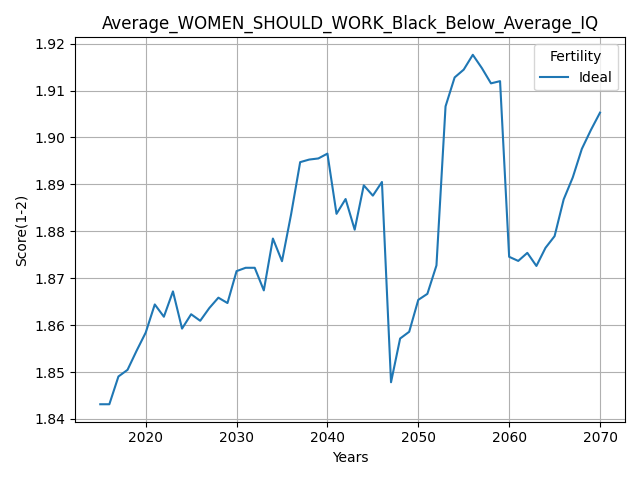 Average_WOMEN_SHOULD_WORK_Black_Below_Average_IQ
Fertility
Ideal
Score(1-2)
1.92
1.91
1.90
1.89
1.88
1.87
1.86
1.85
1.84
2020 2030 2040 2050 2060 2070
Years